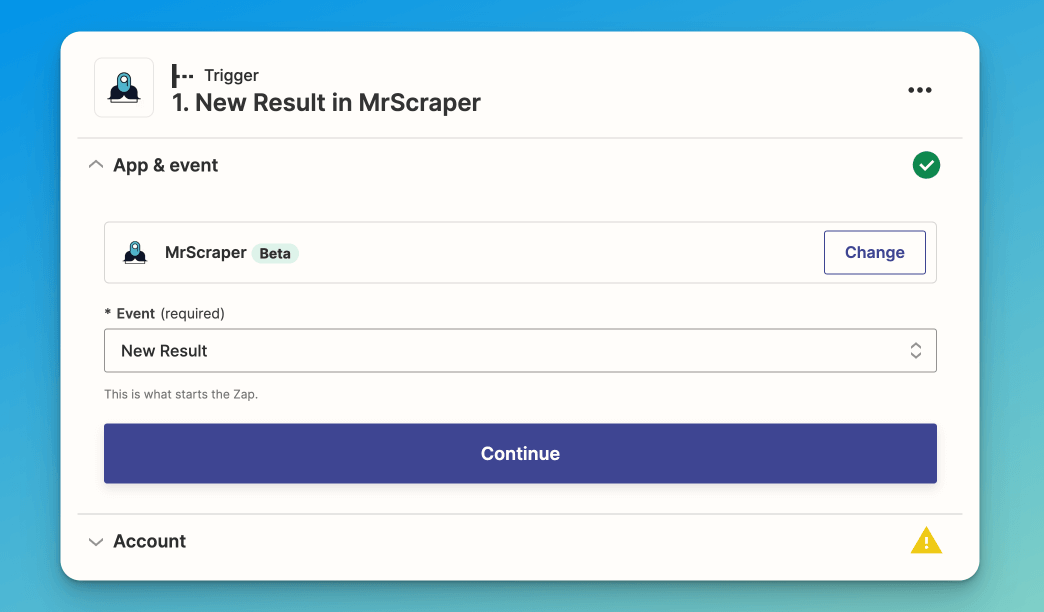 Trigger
1. New Result in MrScraper
App & event
MrScraper Beta
Change
* Event (required)
New Result
This is what starts the Zap.
Continue
Account